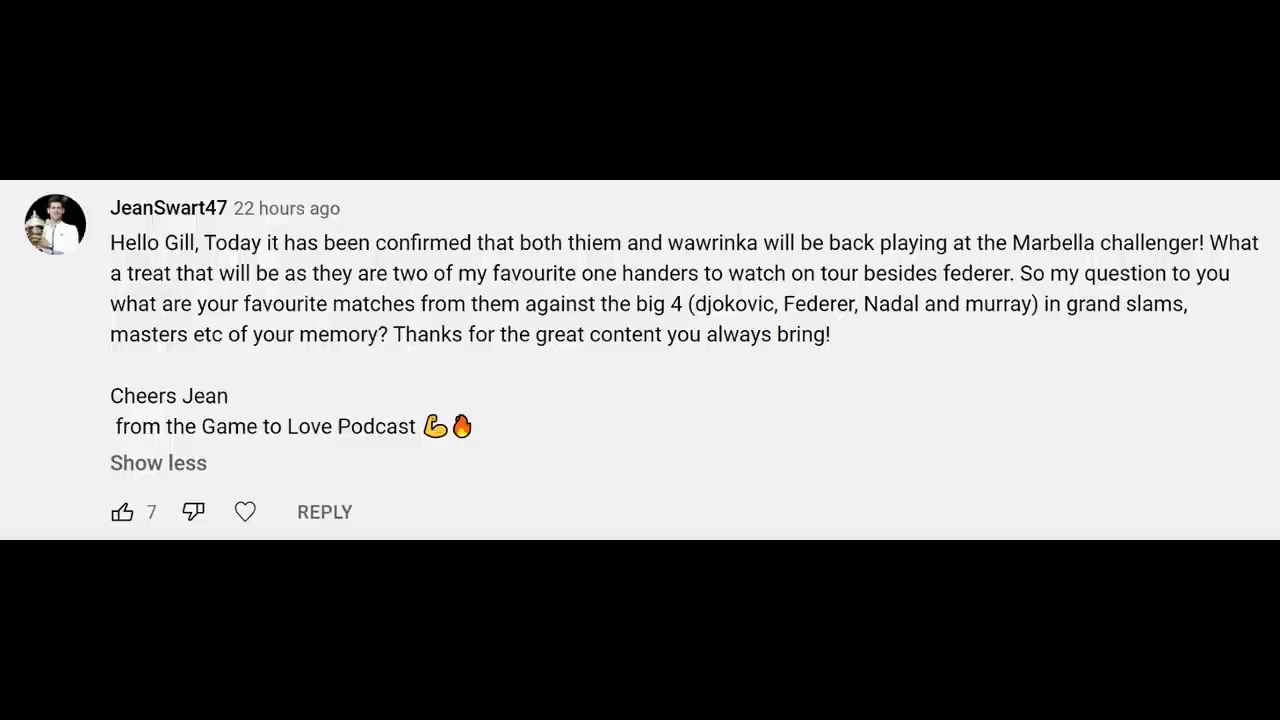 JeanSwart47 22 hours ago
Hello Gill, Today it has been confirmed that both thiem and wawrinka will be back playing at the Marbella challenger! What
a treat that will be as they are two of my favourite one handers to watch on tour besides federer. So my question to you
what are your favourite matches from them against the big 4 (djokovic, Federer, Nadal and murray) in grand slams,
masters etc of your memory? Thanks for the great content you always bring!
Cheers Jean
from the Game to Love Podcast 💪🔥
Show less
7 REPLY